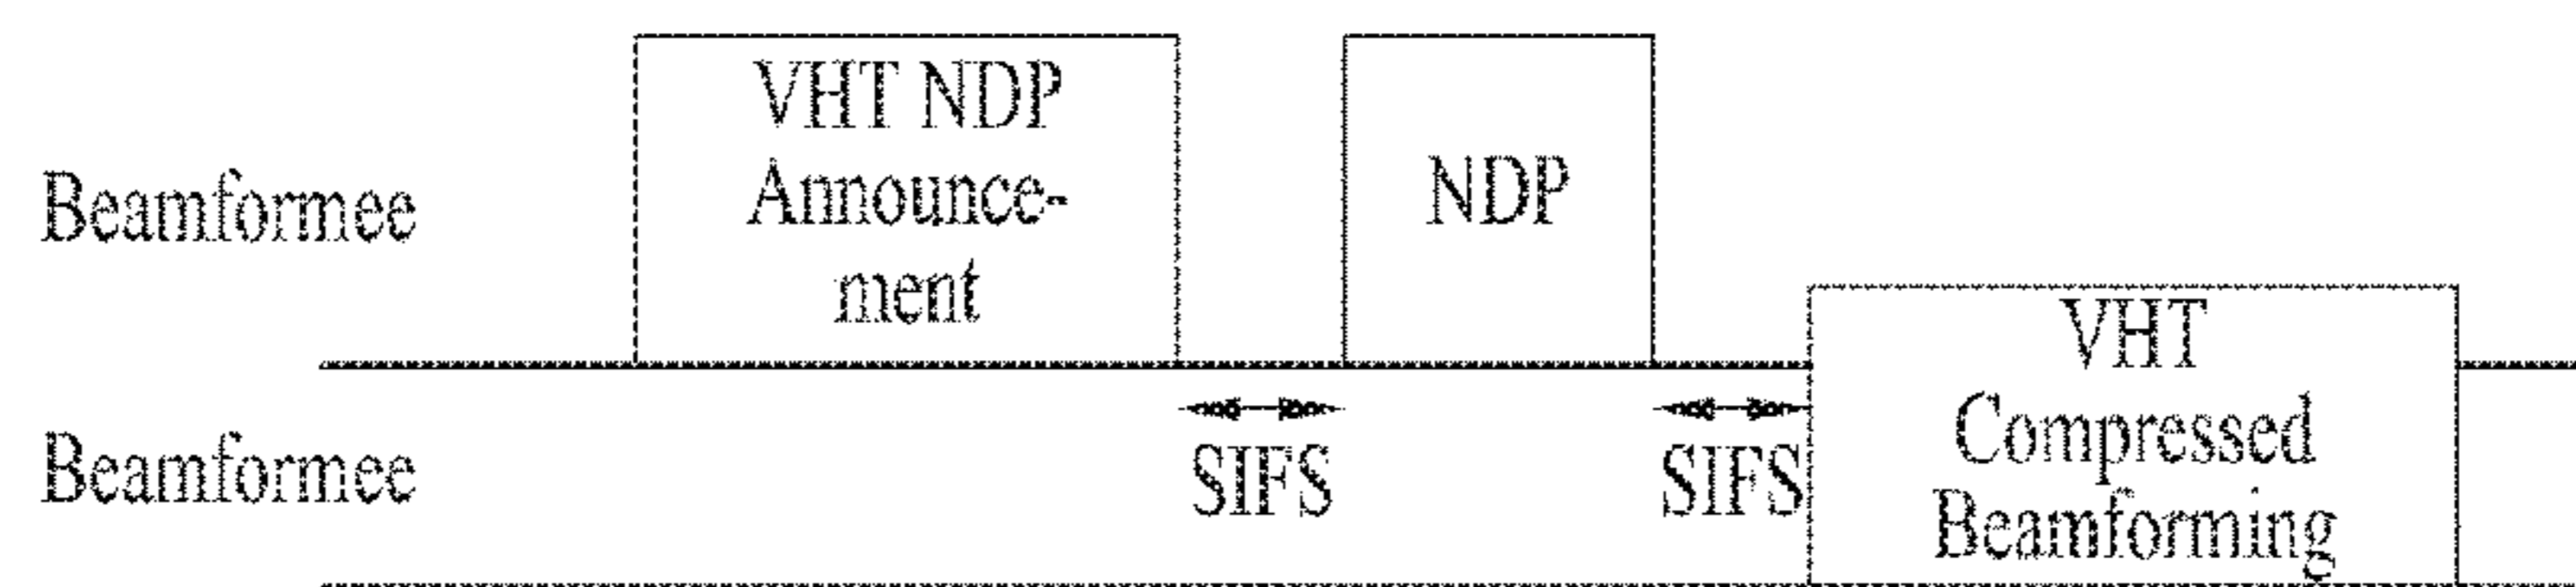 VHT NDP
Announce-
ment
NDP
Beamformee
VHT
Compressed
Beamforming
SIFS
SIFS
Beamformee